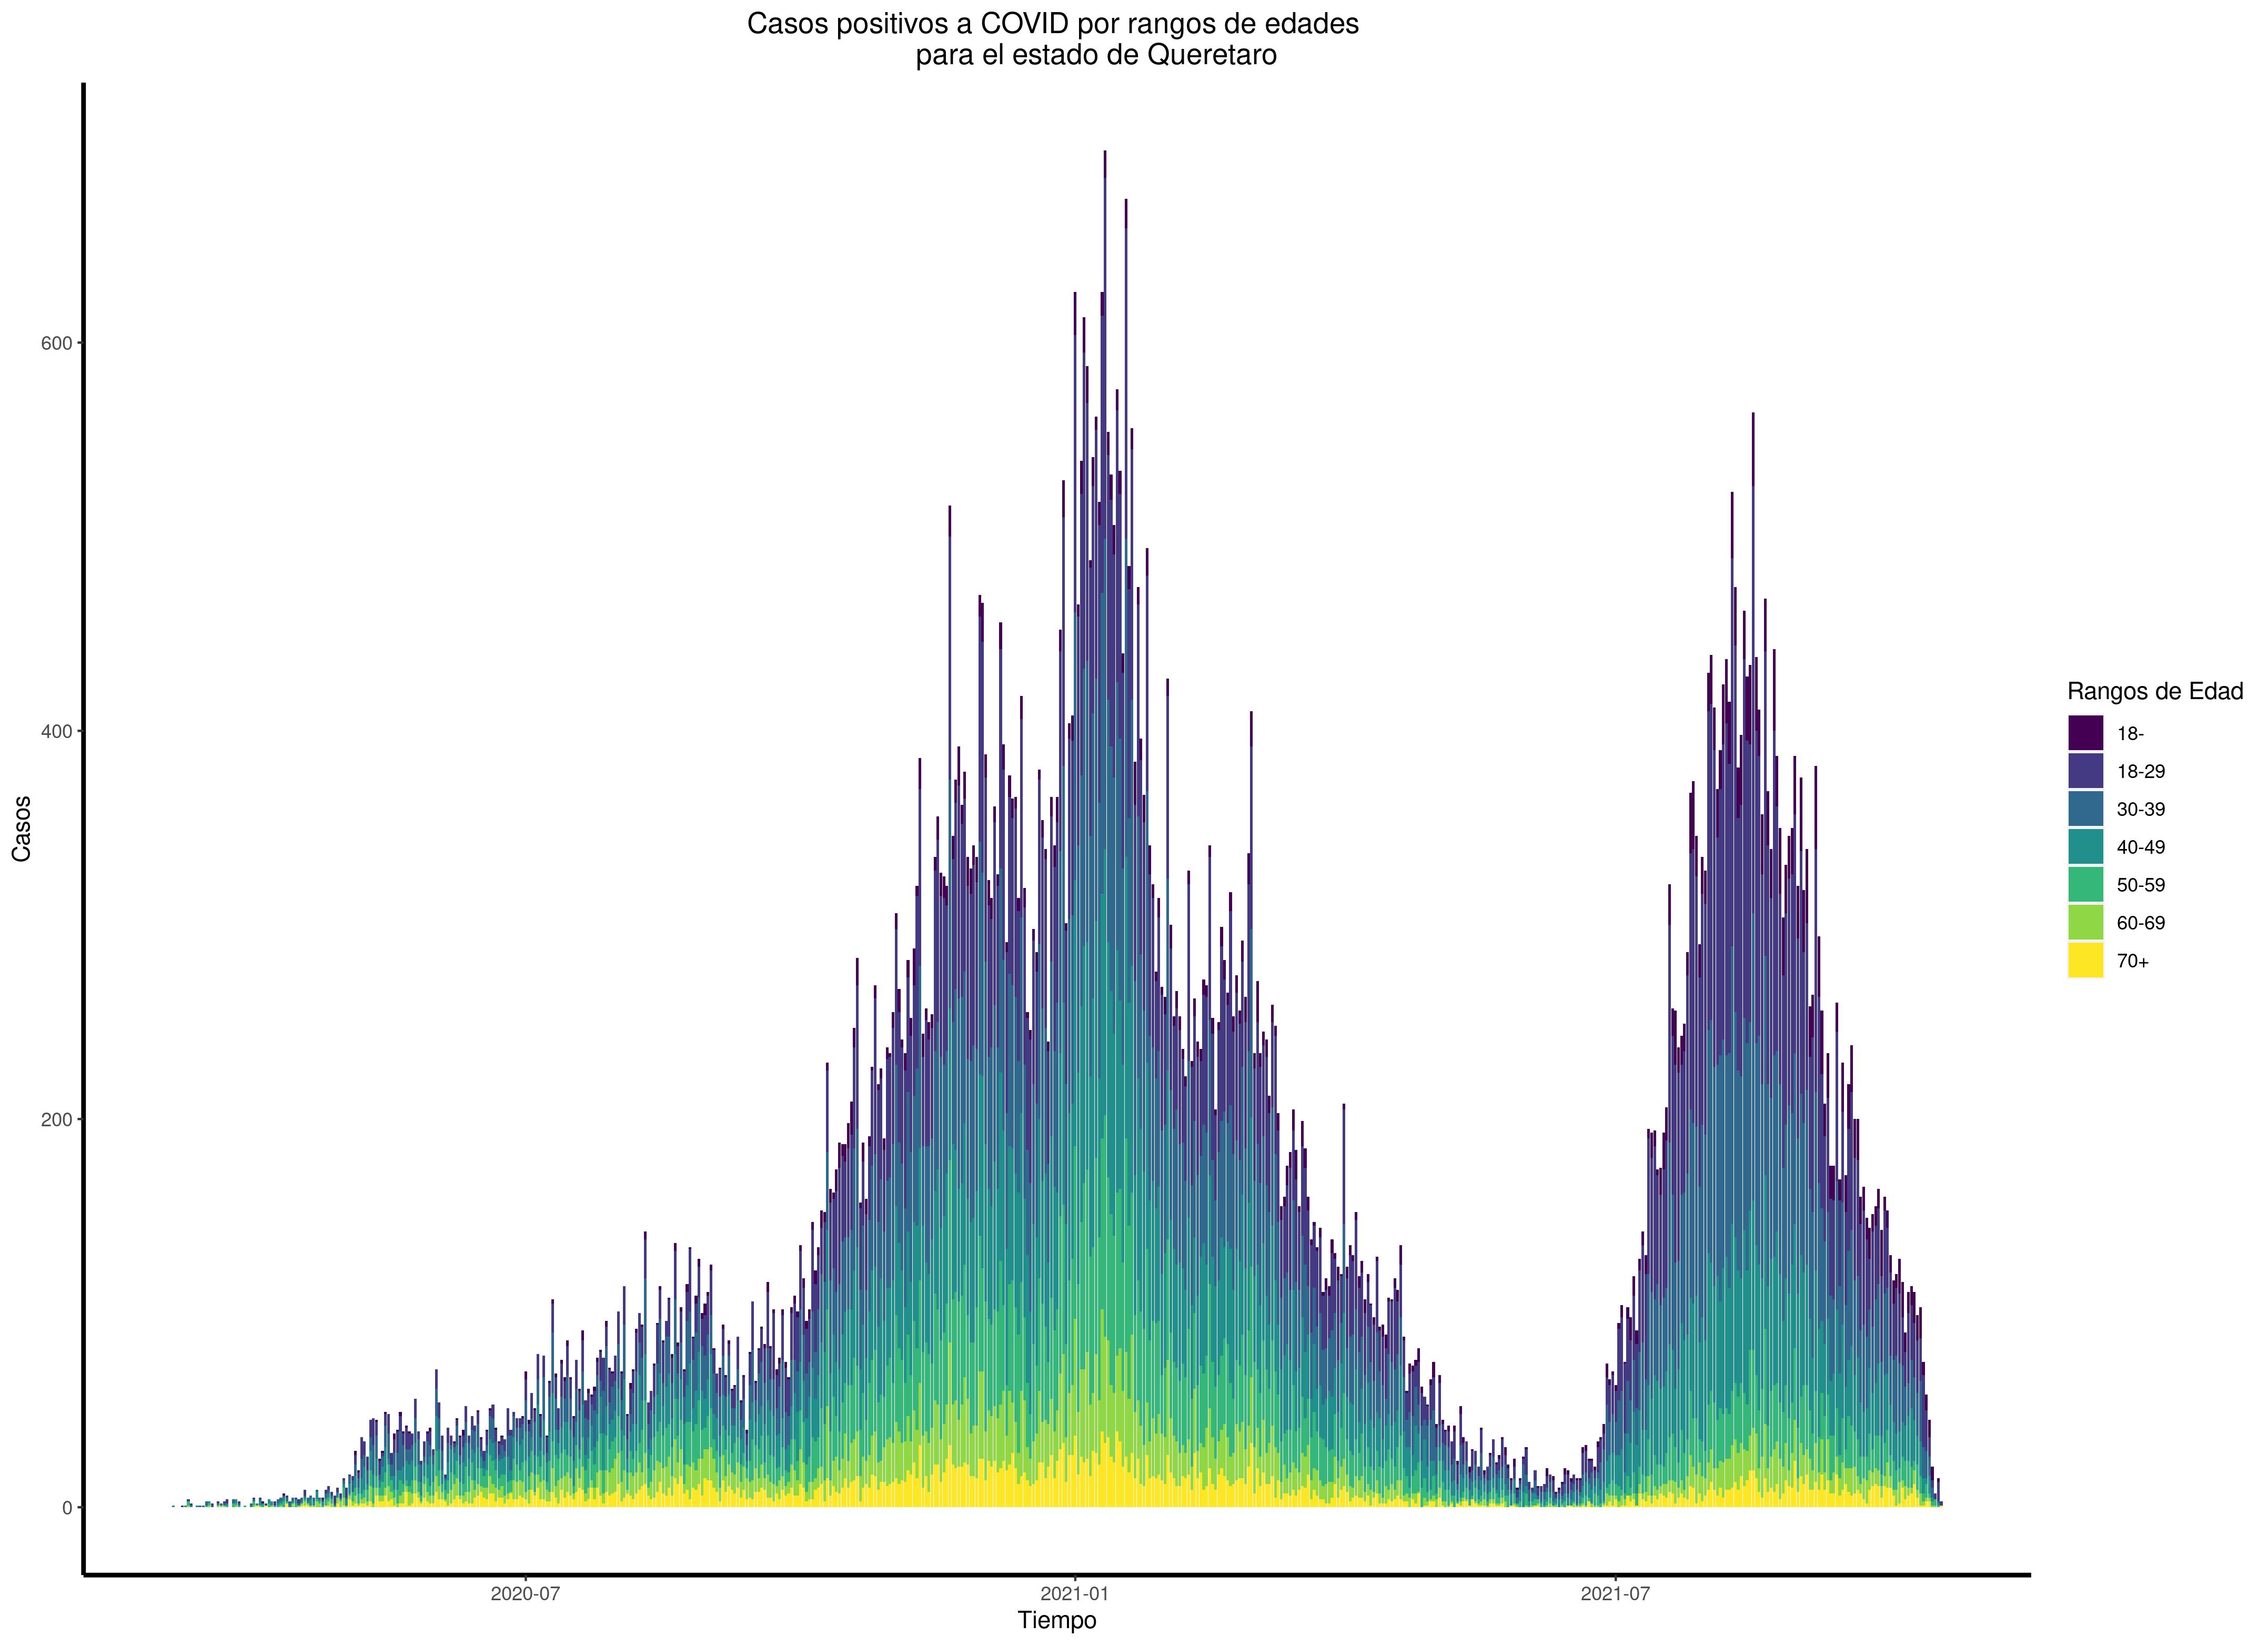 Casos positivos a COVID por rangos de edades
para el estado de Queretaro
Casos
600
400
200
0
2020-07
2021-01
2021-07
Tiempo
Rangos de Edad
18-
18-29
30-39
40-49
50-59
60-69
70+